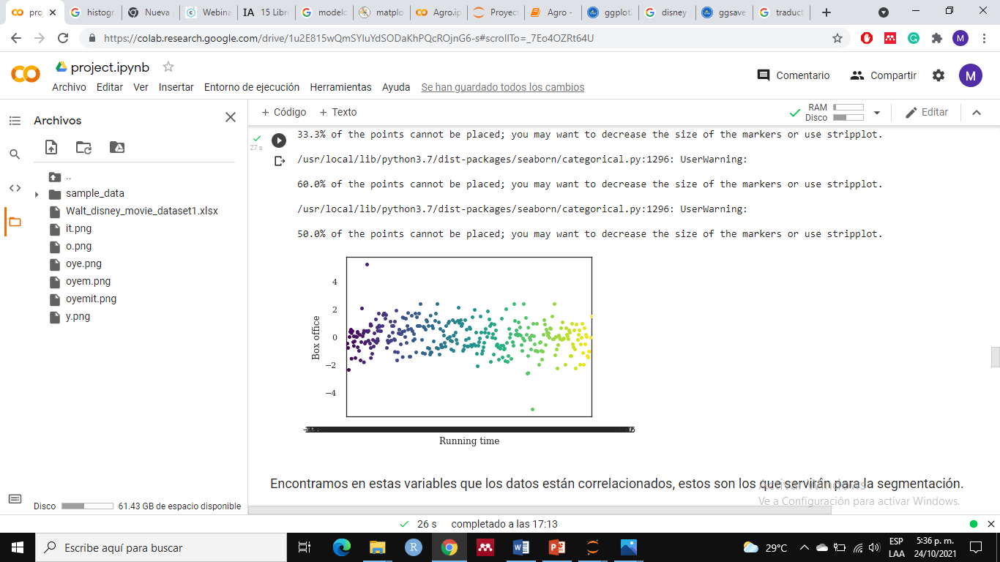 proj
histogr
Nueva
Webina
IA 15 Libr
modelo
matplo
Agro.ip
Proyect
Agro -
ggplot
disney
ggsave
traduct
https://colab.research.google.com/drive/1u2E815wQmSYluYdSODaKhPQcROjnG6-s#scrollTo=_7Eo4OZRt64U
M
project.ipynb
Comentario
Compartir
M
Archivo Editar Ver Insertar Entorno de ejecución Herramientas Ayuda Se han guardado todos los cambios
Archivos
+ Código + Texto
RAM
Disco
Editar
..
sample_data
Walt_disney_movie_dataset1.xlsx
it.png
o.png
oye.png
oyem.png
oyemit.png
y.png
Disco 61.43 GB de espacio disponible
27 s
33.3% of the points cannot be placed; you may want to decrease the size of the markers or use stripplot.
/usr/local/lib/python3.7/dist-packages/seaborn/categorical.py:1296: UserWarning:
60.0% of the points cannot be placed; you may want to decrease the size of the markers or use stripplot.
/usr/local/lib/python3.7/dist-packages/seaborn/categorical.py:1296: UserWarning:
50.0% of the points cannot be placed; you may want to decrease the size of the markers or use stripplot.
4
2
0
−2
−4
Box office
Running time
Encontramos en estas variables que los datos están correlacionados, estos son los que servirán para la segmentación.
Activar Windows
Ve a Configuración para activar Windows.
26 s completado a las 17:13
Escribe aquí para buscar
29°C
ESP
LAA
5:36 p. m.
24/10/2021